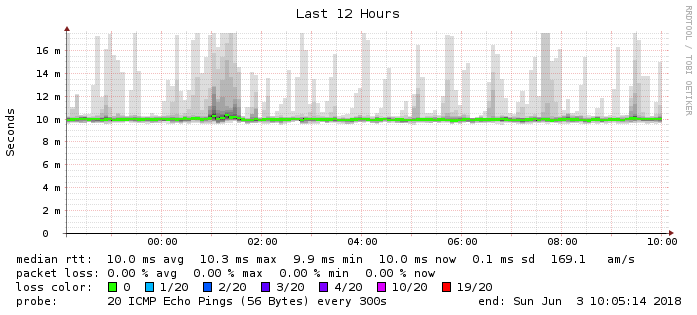 Last 12 Hours
RRDTOOL / TOBI OETIKER
Seconds
16 m
14 m
12 m
10 m
8 m
6 m
4 m
2 m
0
00:00 02:00 04:00 06:00 08:00 10:00
median rtt: 10.0 ms avg 10.3 ms max 9.9 ms min 10.0 ms now 0.1 ms sd 169.1 am/s
packet loss: 0.00 % avg 0.00 % max 0.00 % min 0.00 % now
loss color: 0 1/20 2/20 3/20 4/20 10/20 19/20
probe: 20 ICMP Echo Pings (56 Bytes) every 300s end: Sun Jun 3 10:05:14 2018